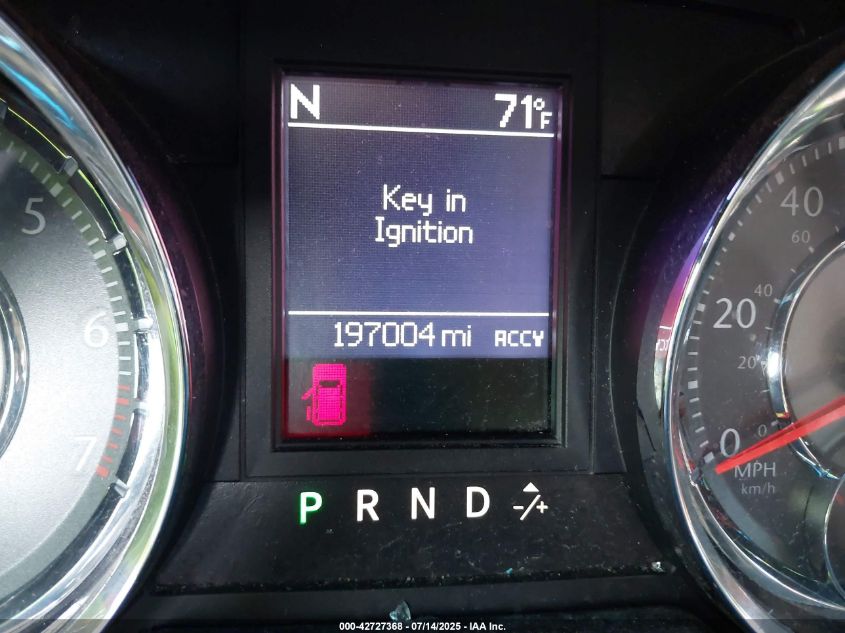 N 71°F
Key in
Ignition
197004 mi ACCY
P R N D -/+
5
6
7
40
60
20
40
20
0
0
MPH
km/h
000-42727368 - 07/14/2025 - IAA Inc.